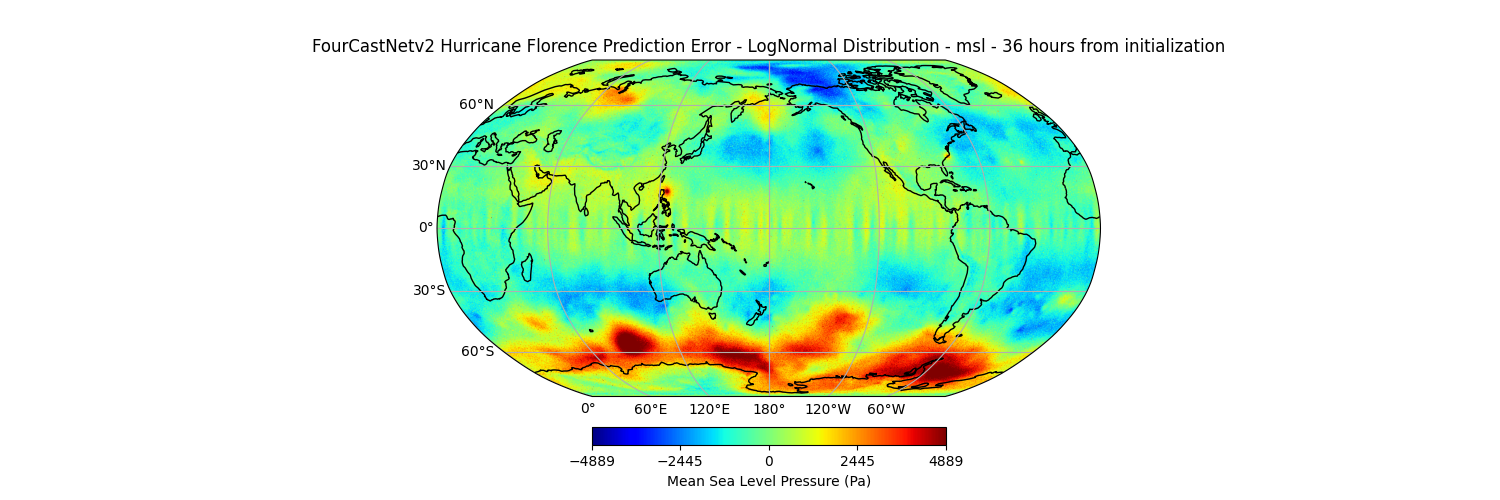 FourCastNetv2 Hurricane Florence Prediction Error - LogNormal Distribution - msl - 36 hours from initialization
60°N
30°N
0°
30°S
60°S
0° 60°E 120°E 180° 120°W 60°W
−4889 −2445 0 2445 4889
Mean Sea Level Pressure (Pa)